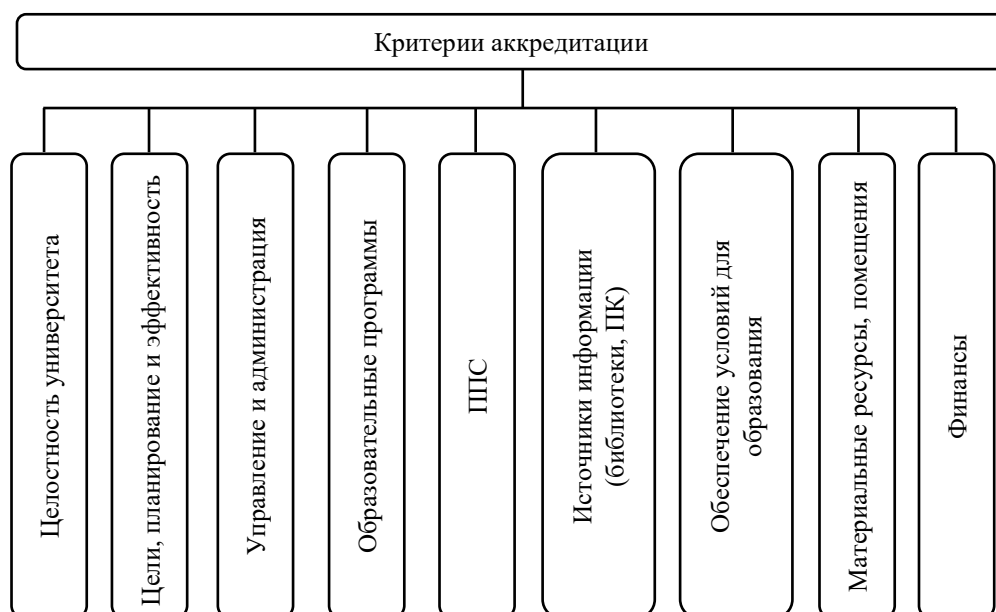 Критерии аккредитации
Целостность университета
Цели, планирование и эффективность
Управление и администрация
Образовательные программы
ППС
Источники информации
(библиотеки, ПК)
Обеспечение условий для
образования
Материальные ресурсы, помещения
Финансы